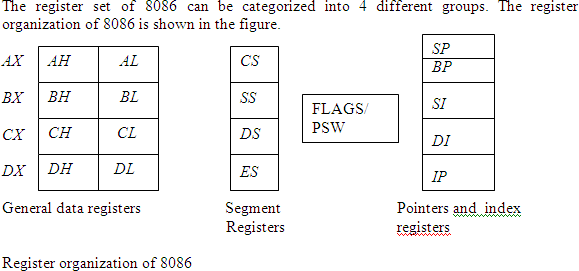 The register set of 8086 can be categorized into 4 different groups. The register
organization of 8086 is shown in the figure.
AX AH AL
BX BH BL
CX CH CL
DX DH DL
General data registers
CS
SS
DS
ES
Segment
Registers
FLAGS/
PSW
SP
BP
SI
DI
IP
Pointers and index
registers
Register organization of 8086